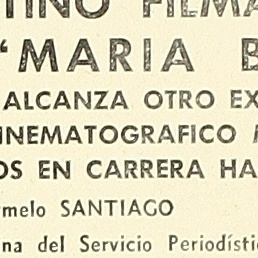 TINO FILMA
"MARIA B
ALCANZA OTRO EX
INEMATOGRAFICO
OS EN CARRERA HA
rmelo SANTIAGO
na del Servicio Periodísti